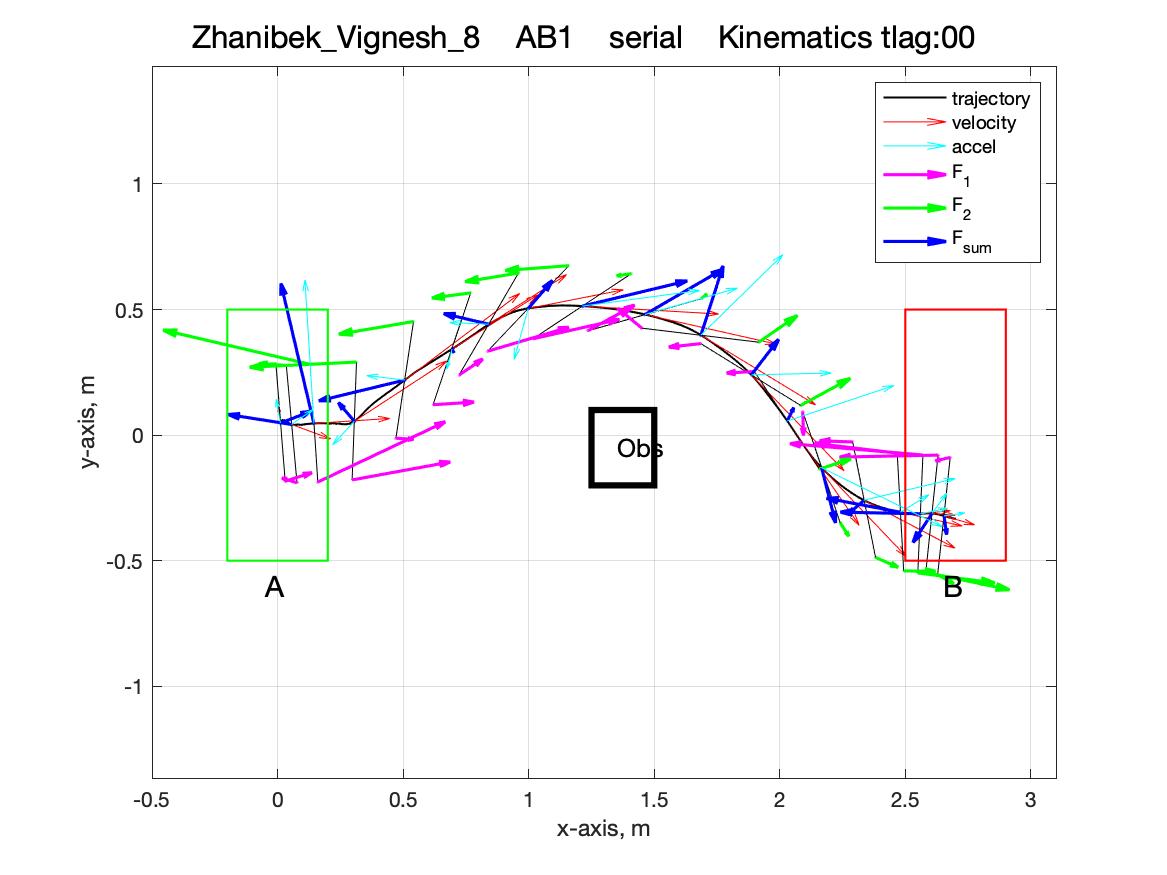 Zhanibek_Vignesh_8 AB1 serial Kinematics tlag:00
trajectory
velocity
accel
F1
F2
Fsum
y-axis, m
1
0.5
0
-0.5
-1
Obs
A
B
-0.5 0 0.5 1 1.5 2 2.5 3
x-axis, m